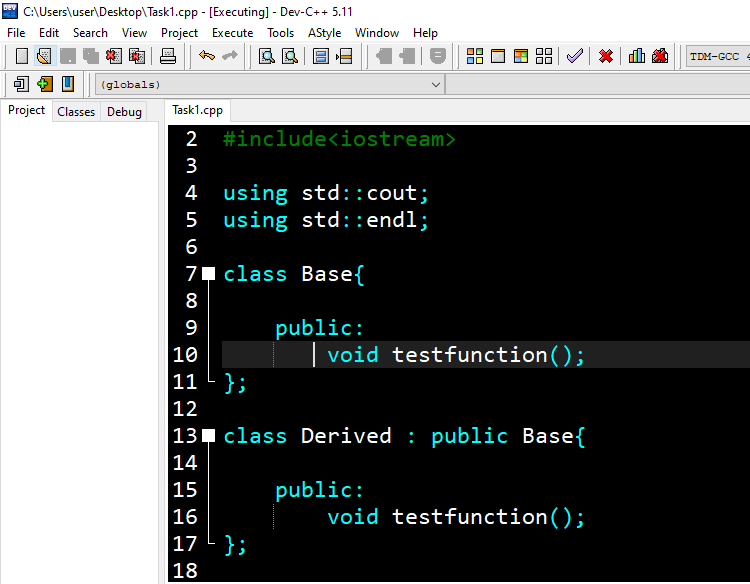 C:\Users\user\Desktop\Task1.cpp - [Executing] - Dev-C++ 5.11
File Edit Search View Project Execute Tools AStyle Window Help
TDM-GCC 4
(globals)
Project Classes Debug Task1.cpp
2 #include<iostream>
3
4 using std::cout;
5 using std::endl;
6
7 class Base{
8
9 public:
10 void testfunction();
11 };
12
13 class Derived : public Base{
14
15 public:
16 void testfunction();
17 };
18